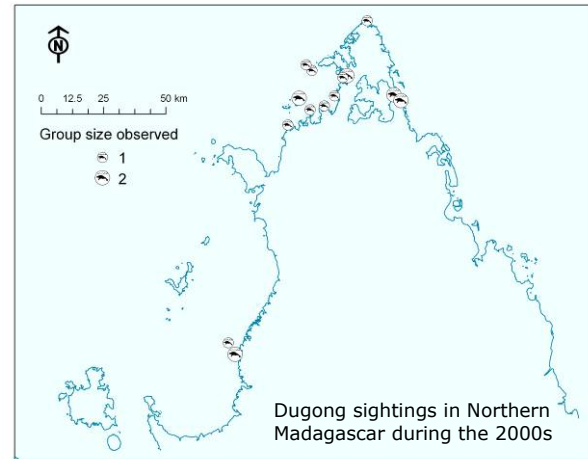 N
0 12.5 25 50 km
Group size observed
1
2
Dugong sightings in Northern
Madagascar during the 2000s